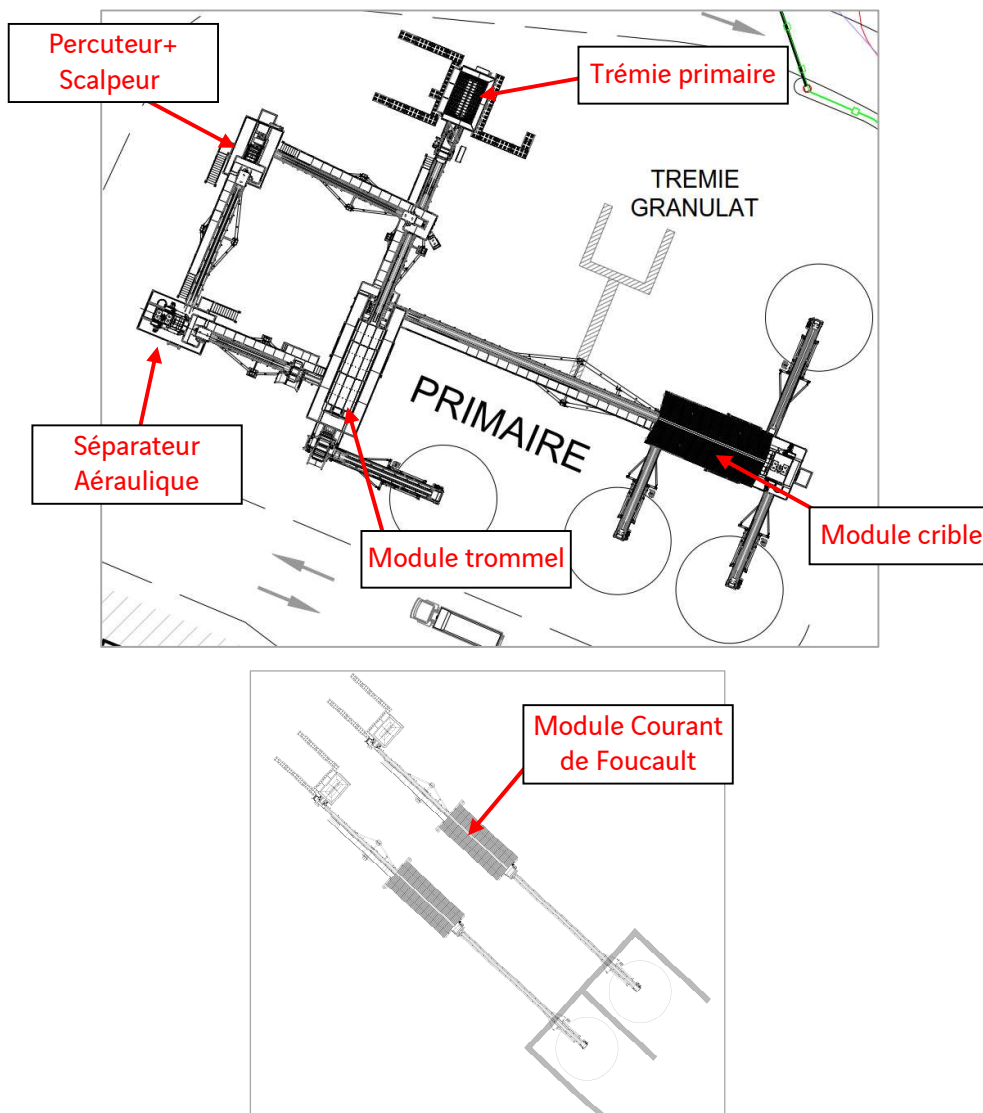 Percuteur+
Scalpeur
Trémie primaire
TREMIE
GRANULAT
PRIMAIRE
Séparateur
Aéraulique
Module trommel
Module crible
Module Courant
de Foucault